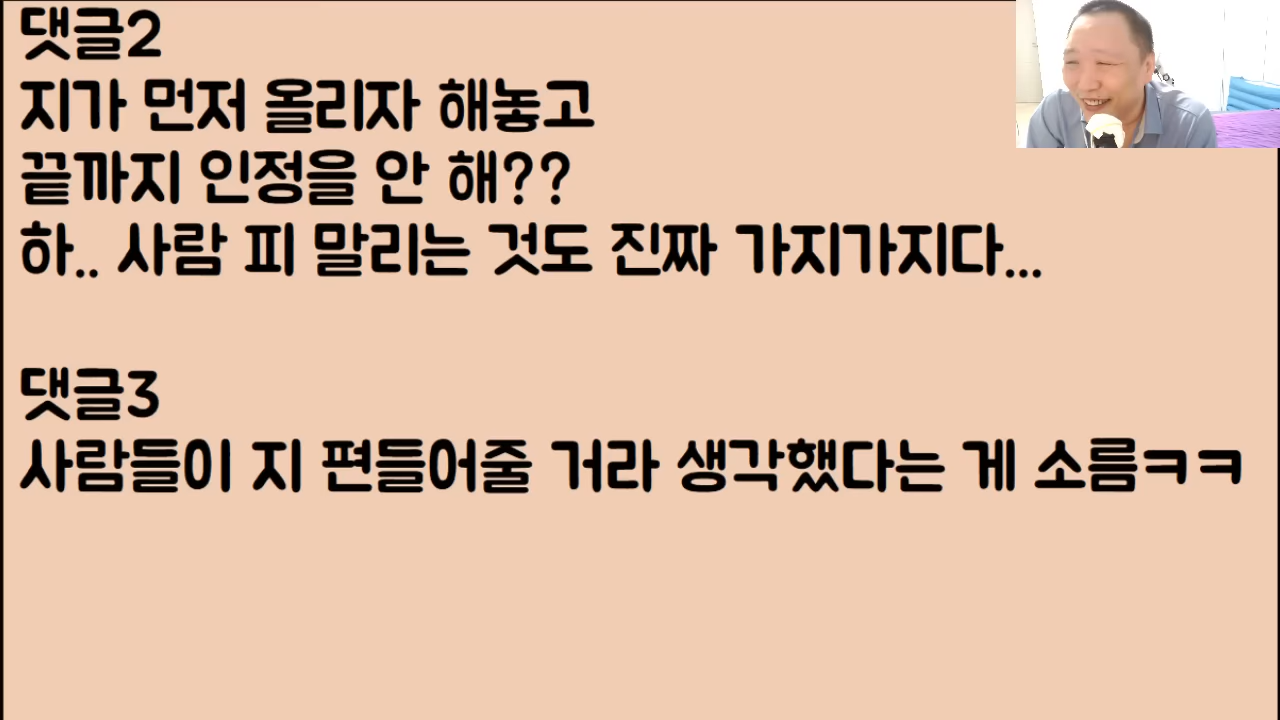 댓글2
지가 먼저 올리자 해놓고
끝까지 인정을 안 해??
하.. 사람 피 말리는 것도 진짜 가지가지다...
댓글3
사람들이 지 편들어줄 거라 생각했다는 게 소름ㅋㅋ